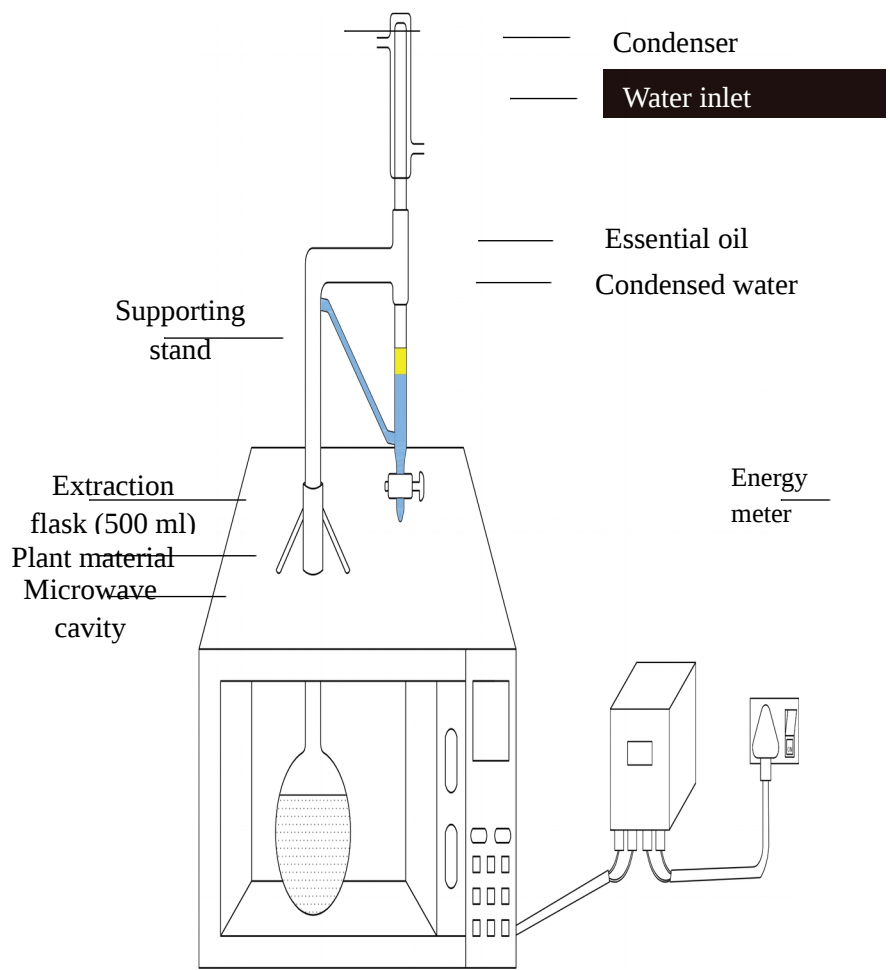 Condenser
Water inlet
Essential oil
Condensed water
Supporting
stand
Extraction
flask (500 ml)
Plant material
Microwave
cavity
Energy
meter